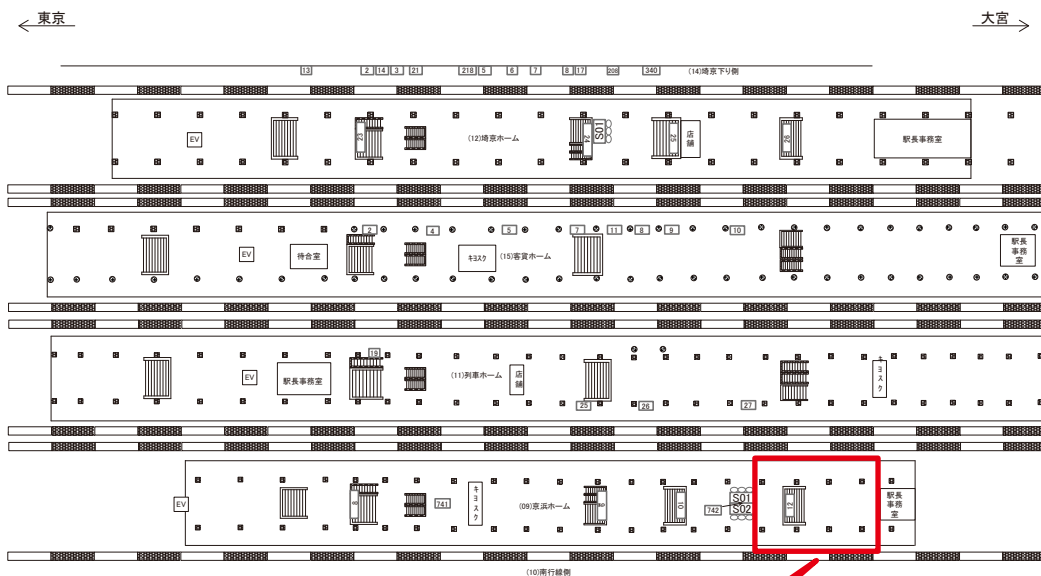 東京
大宮
13 2 14 3 21 218 5 6 7 8 17 208 340 (14)埼京下り側
EV 23 (12)埼京ホーム 24 S01 25 店舗 26 駅長事務室
2 4 5 7 11 8 9 10
EV 待合室 キヨスク (15)客貨ホーム 駅長事務室
19
EV 駅長事務室 (11)列車ホーム 店舗 キヨスク
25 26 27
EV 8 741 キヨスク (09)京浜ホーム 9 10 742 S01 S02 12 駅長事務室
(10)南行線側